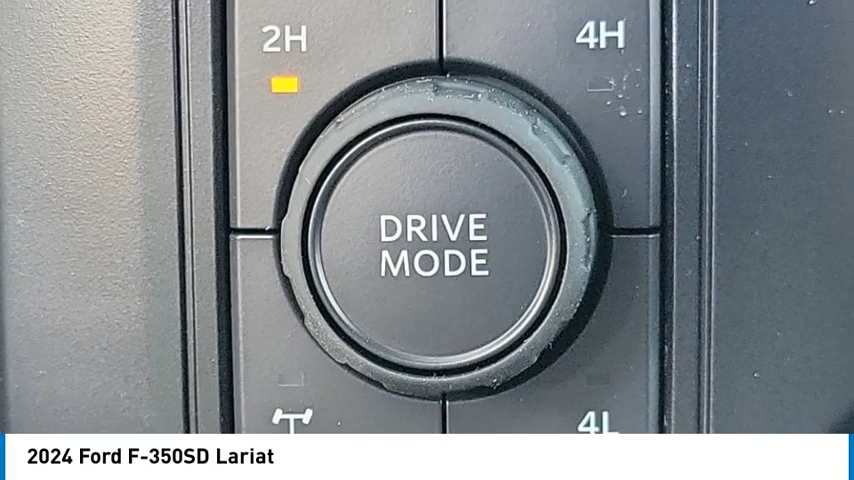 2H
4H
DRIVE
MODE
4L
2024 Ford F-350SD Lariat